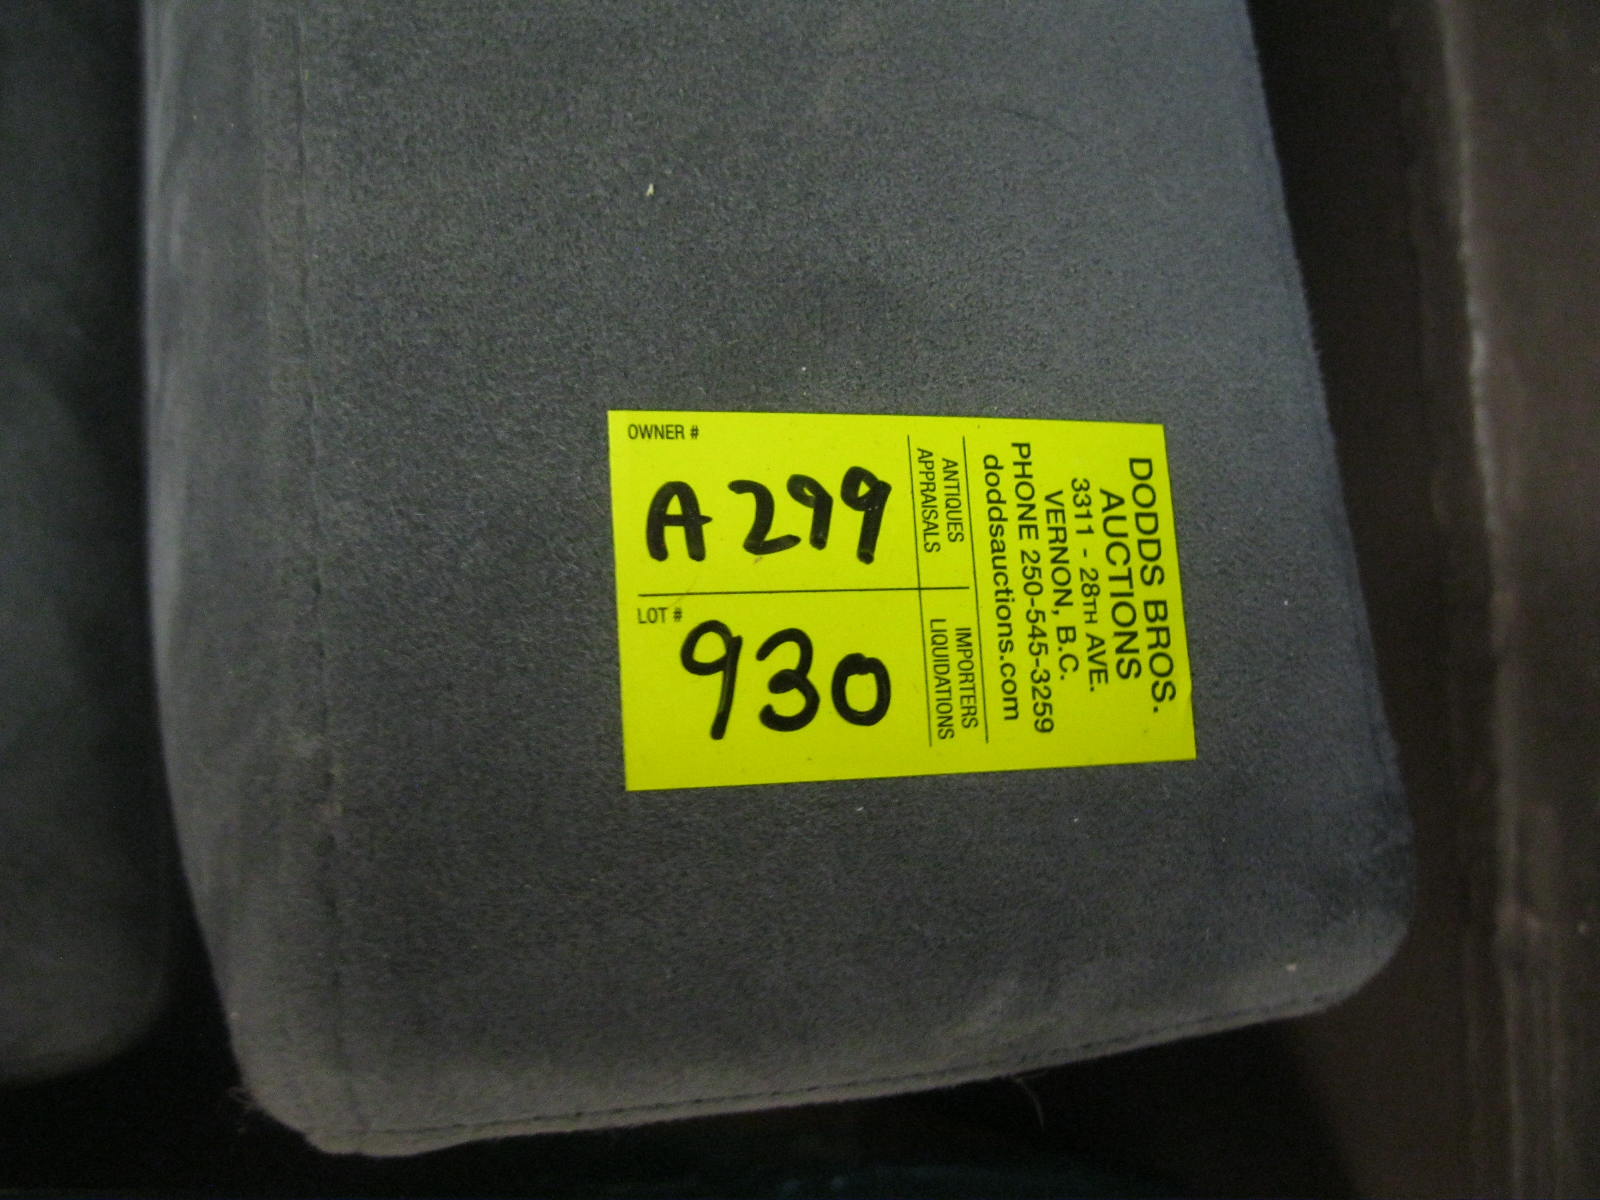 DODDS BROS.
AUCTIONS
3311 - 28TH AVE.
VERNON, B.C.
PHONE 250-545-3259
doddsauctions.com
ANTIQUES
APPRAISALS
IMPORTERS
LIQUIDATIONS
OWNER #
A299
LOT #
930